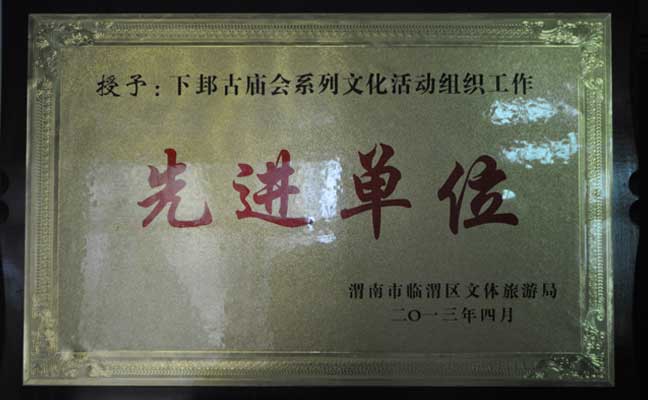 授予：下邽古庙会系列文化活动组织工作
先进单位
渭南市临渭区文体旅游局
二〇一三年四月